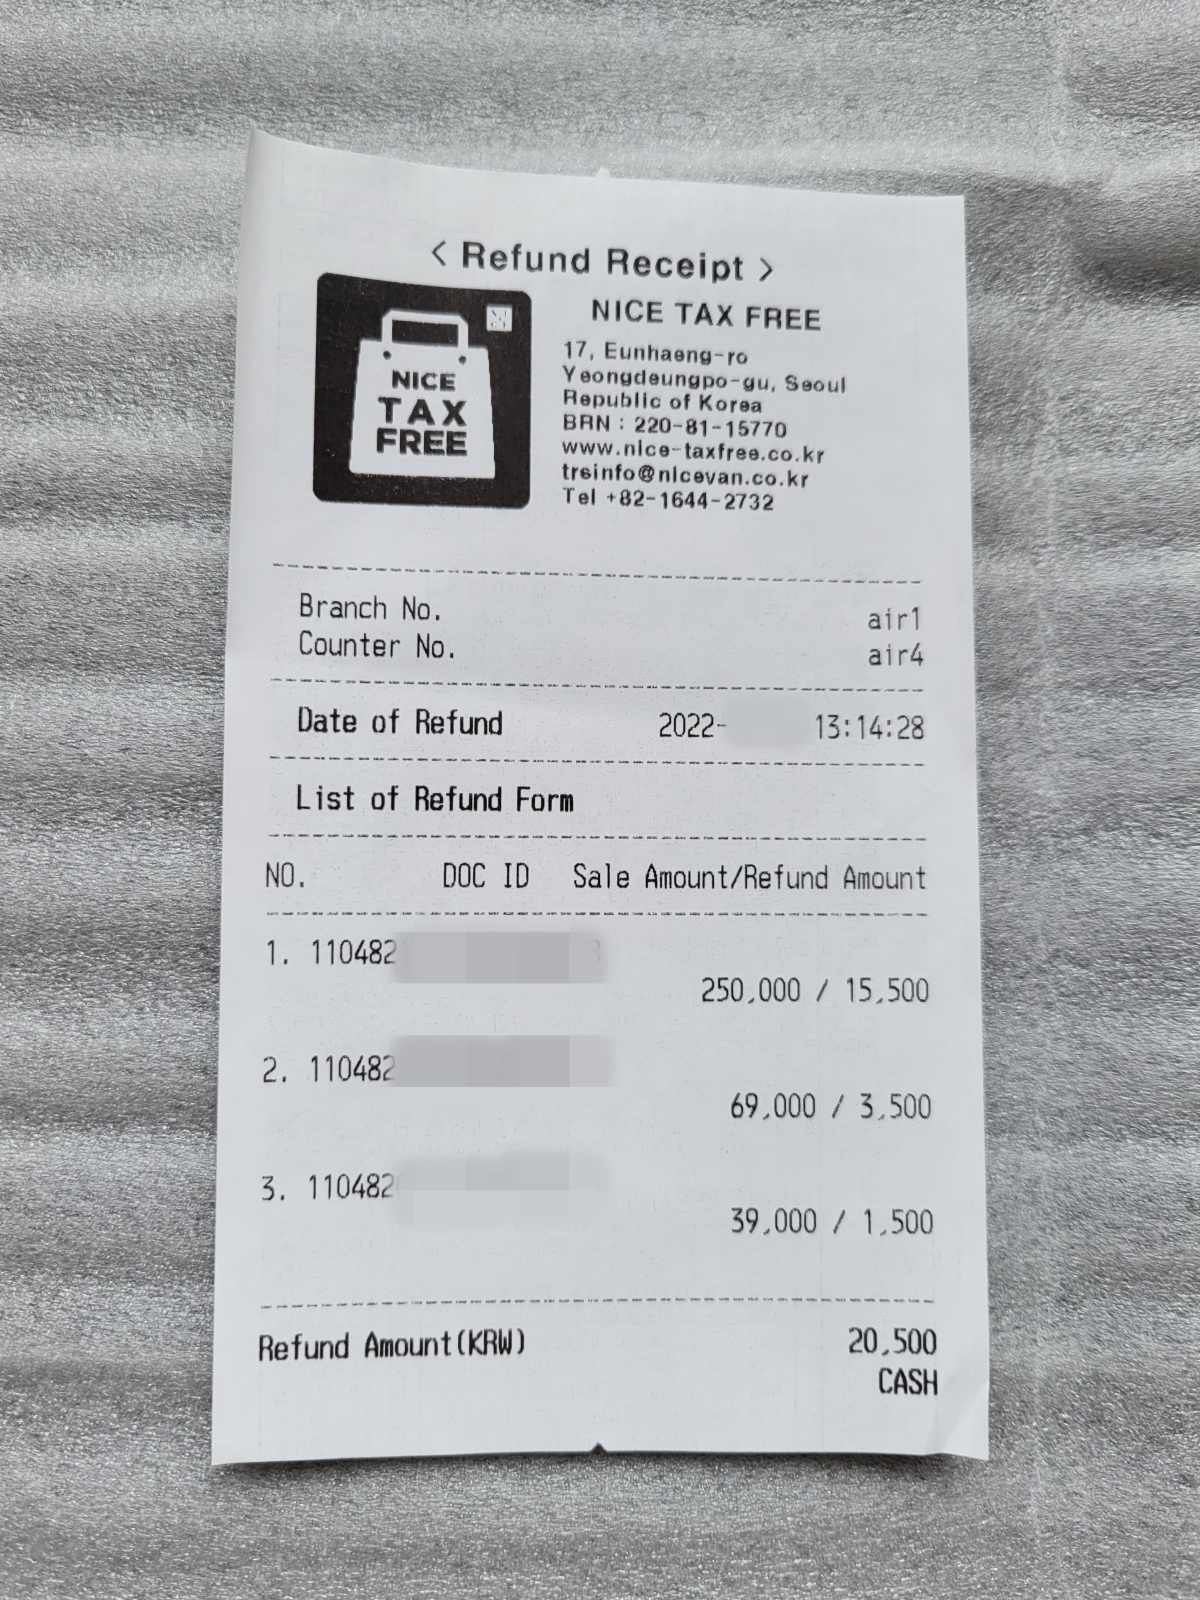 < Refund Receipt >
NICE
TAX
FREE
NICE TAX FREE
17, Eunhaeng-ro
Yeongdeungpo-gu, Seoul
Republic of Korea
BRN : 220-81-15770
www.nice-taxfree.co.kr
trsinfo@nicevan.co.kr
Tel +82-1644-2732
Branch No. air1
Counter No. air4
Date of Refund 2022- 13:14:28
List of Refund Form
NO. DOC ID Sale Amount/Refund Amount
1. 110482
250,000 / 15,500
2. 110482
69,000 / 3,500
3. 110482
39,000 / 1,500
Refund Amount(KRW) 20,500
CASH